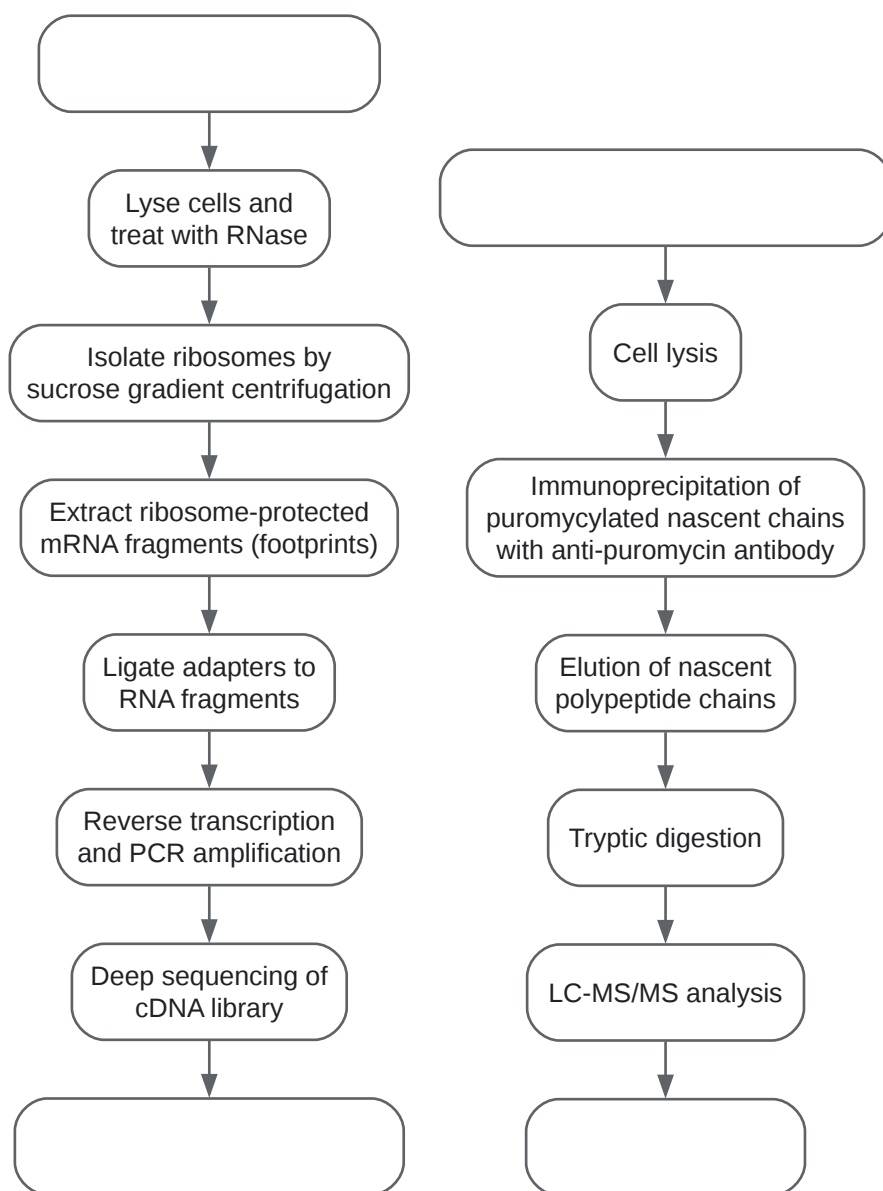 Lyse cells and
treat with RNase
Isolate ribosomes by
sucrose gradient centrifugation
Extract ribosome-protected
mRNA fragments (footprints)
Ligate adapters to
RNA fragments
Reverse transcription
and PCR amplification
Deep sequencing of
cDNA library
Cell lysis
Immunoprecipitation of
puromycylated nascent chains
with anti-puromycin antibody
Elution of nascent
polypeptide chains
Tryptic digestion
LC-MS/MS analysis